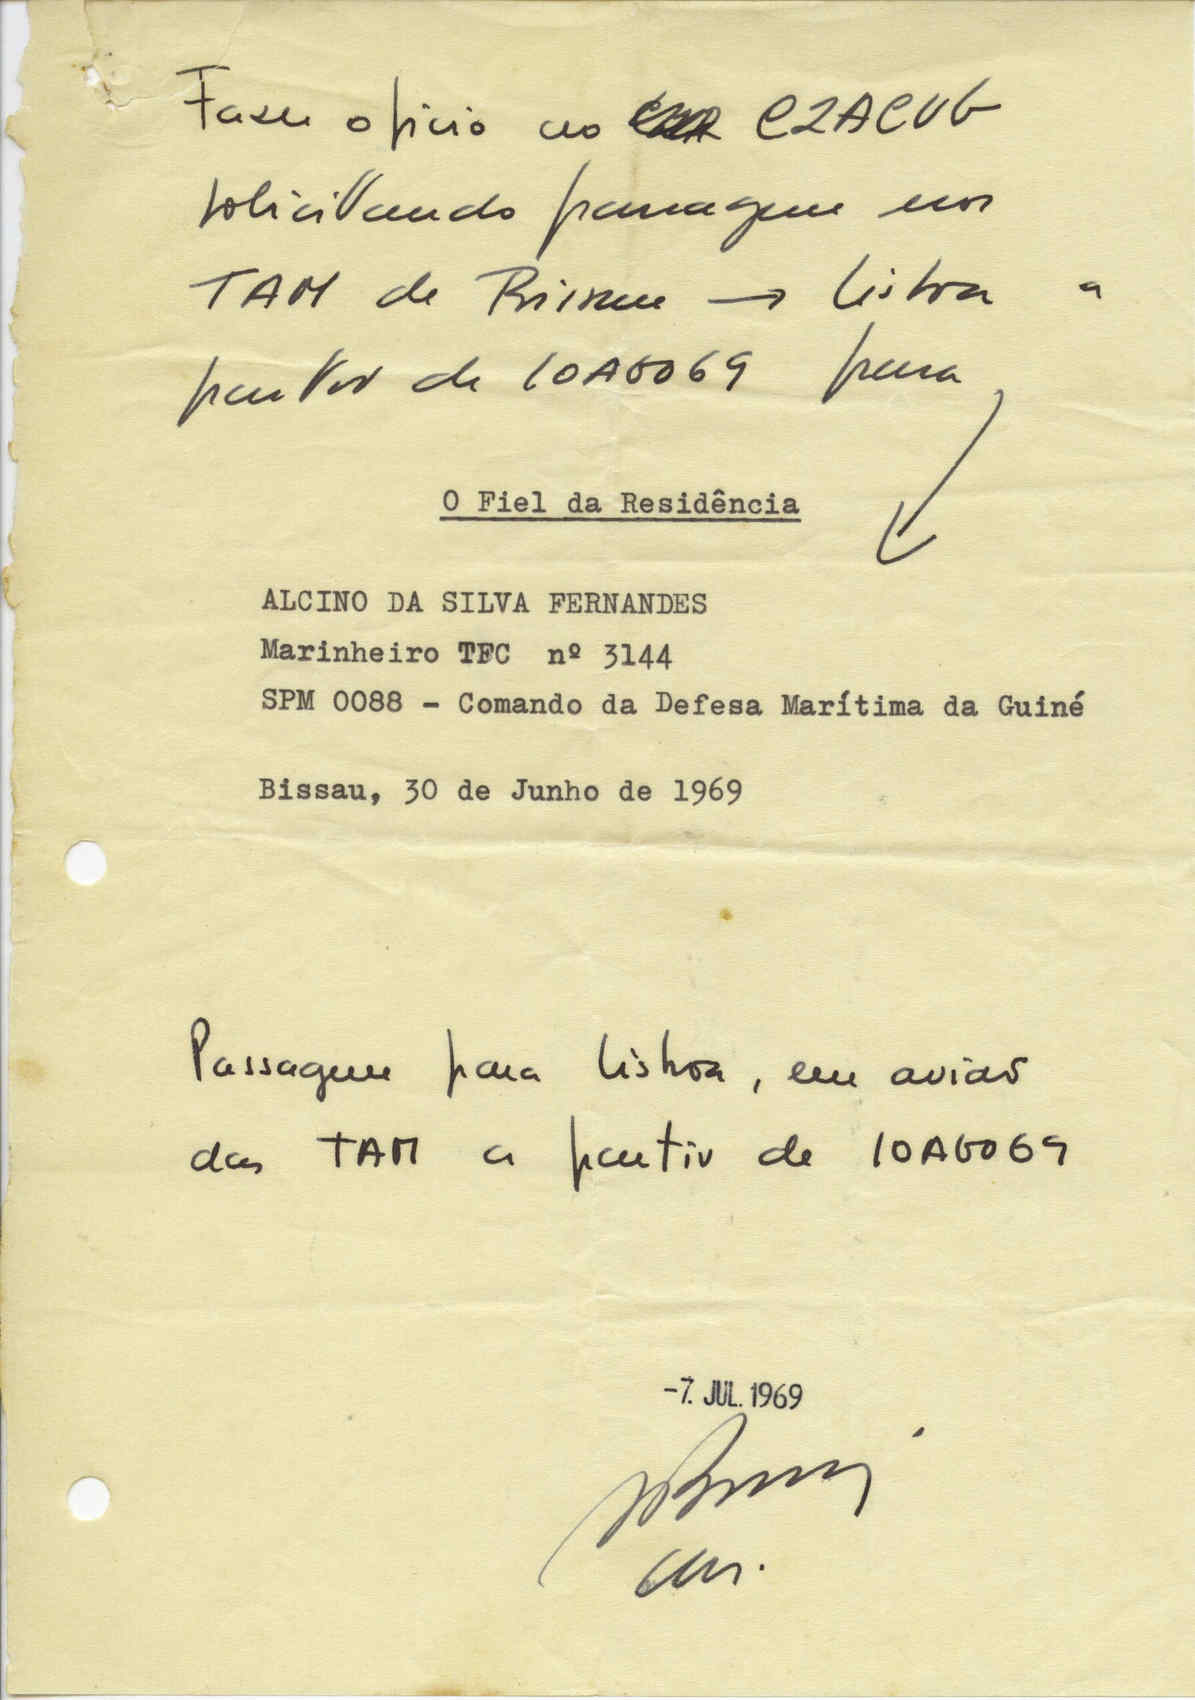 Fazer ofício ao CZACVG
solicitando passagem nos
TAM de Bissau → Lisboa a
partir de 10AGO69 para
O Fiel da Residência
ALCINO DA SILVA FERNANDES
Marinheiro TFC nº 3144
SPM 0088 - Comando da Defesa Marítima da Guiné
Bissau, 30 de Junho de 1969
Passagem para Lisboa, em avião
dos TAM a partir de 10AGO69
-7. JUL. 1969